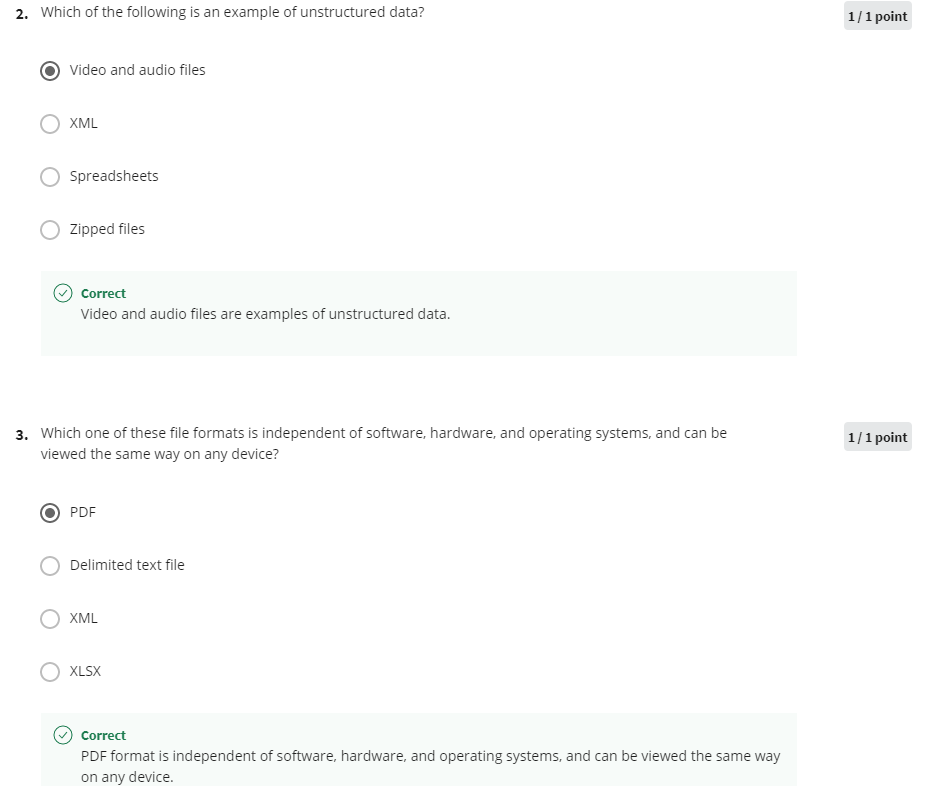 2. Which of the following is an example of unstructured data?
1 / 1 point
Video and audio files
XML
Spreadsheets
Zipped files
Correct
Video and audio files are examples of unstructured data.
3. Which one of these file formats is independent of software, hardware, and operating systems, and can be
viewed the same way on any device?
1 / 1 point
PDF
Delimited text file
XML
XLSX
Correct
PDF format is independent of software, hardware, and operating systems, and can be viewed the same way
on any device.